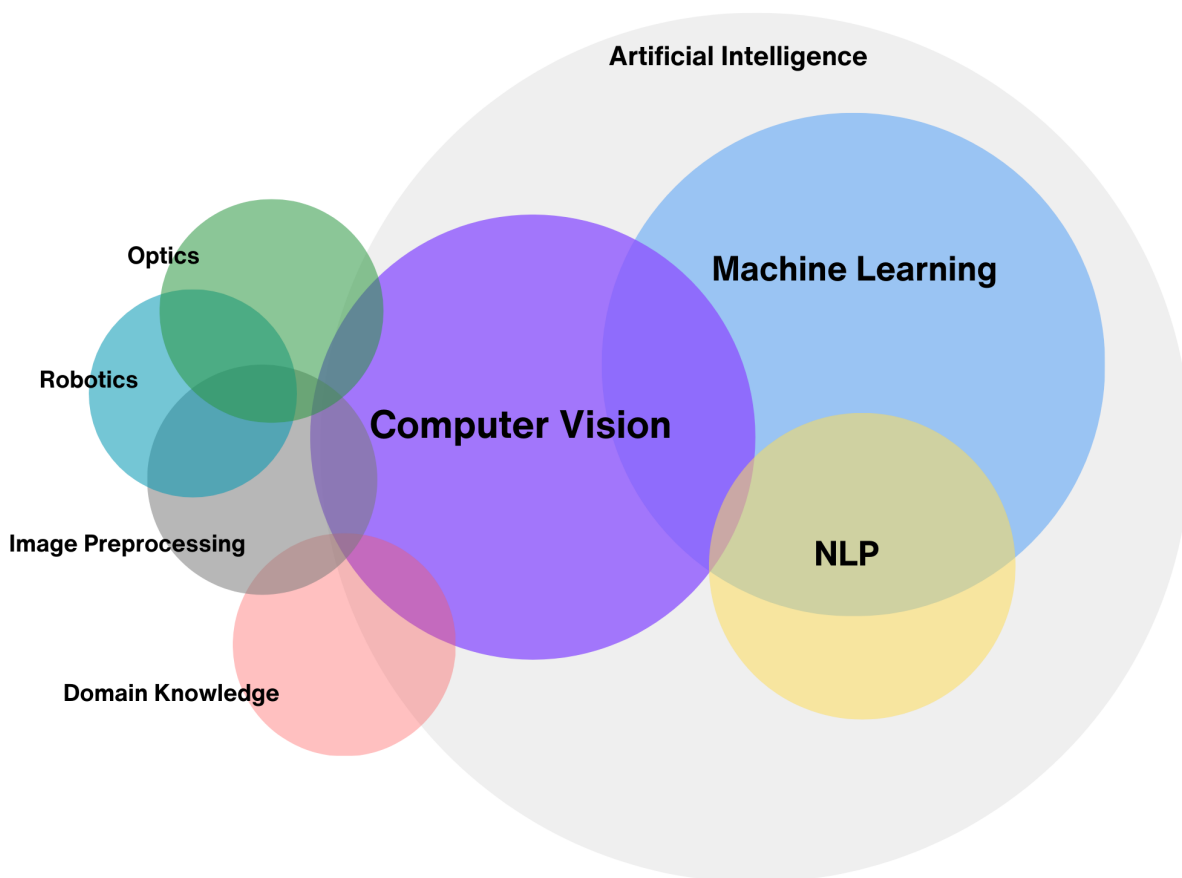 Artificial Intelligence
Optics
Machine Learning
Robotics
Computer Vision
Image Preprocessing
NLP
Domain Knowledge